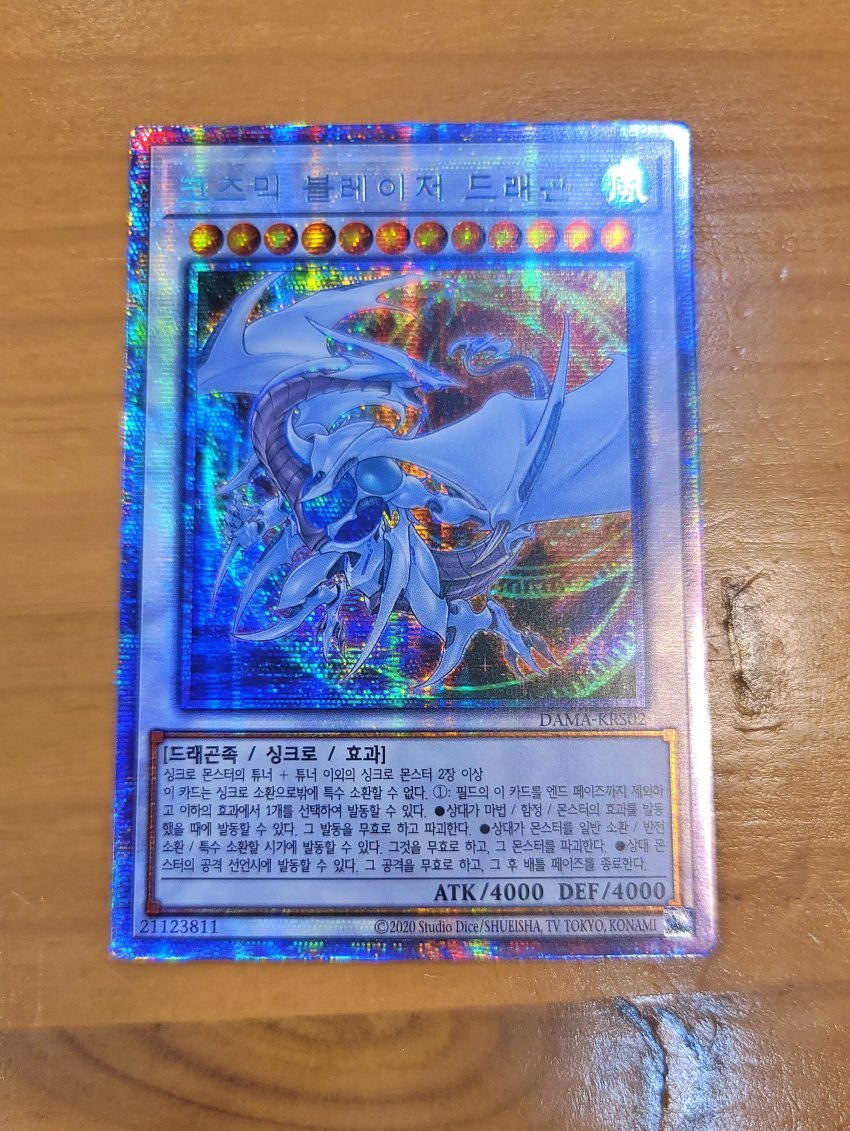 코즈믹 블레이저 드래곤 風
DAMA-KRS02
[드래곤족 / 싱크로 / 효과]
싱크로 몬스터의 튜너 + 튜너 이외의 싱크로 몬스터 2장 이상
이 카드는 싱크로 소환으로밖에 특수 소환할 수 없다. ①: 필드의 이 카드를 엔드 페이즈까지 제외하
고 이하의 효과에서 1개를 선택하여 발동할 수 있다. ●상대가 마법 / 함정 / 몬스터의 효과를 발동
했을 때에 발동할 수 있다. 그 발동을 무효로 하고 파괴한다. ●상대가 몬스터를 일반 소환 / 반전
소환 / 특수 소환할 시기에 발동할 수 있다. 그것을 무효로 하고, 그 몬스터를 파괴한다. ●상대 몬
스터의 공격 선언시에 발동할 수 있다. 그 공격을 무효로 하고, 그 후 배틀 페이즈를 종료한다.
ATK/4000 DEF/4000
21123811 ©2020 Studio Dice/SHUEISHA, TV TOKYO, KONAMI